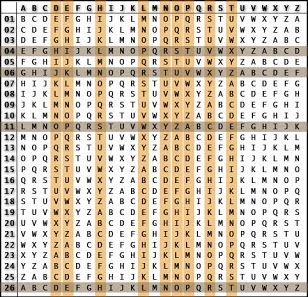 A B C D E F G H I J K L M N O P Q R S T U V W X Y Z
01 B C D E F G H I J K L M N O P Q R S T U V W X Y Z A
02 C D E F G H I J K L M N O P Q R S T U V W X Y Z A B
03 D E F G H I J K L M N O P Q R S T U V W X Y Z A B C
04 E F G H I J K L M N O P Q R S T U V W X Y Z A B C D
05 F G H I J K L M N O P Q R S T U V W X Y Z A B C D E
06 G H I J K L M N O P Q R S T U V W X Y Z A B C D E F
07 H I J K L M N O P Q R S T U V W X Y Z A B C D E F G
08 I J K L M N O P Q R S T U V W X Y Z A B C D E F G H
09 J K L M N O P Q R S T U V W X Y Z A B C D E F G H I
10 K L M N O P Q R S T U V W X Y Z A B C D E F G H I J
11 L M N O P Q R S T U V W X Y Z A B C D E F G H I J K
12 M N O P Q R S T U V W X Y Z A B C D E F G H I J K L
13 N O P Q R S T U V W X Y Z A B C D E F G H I J K L M
14 O P Q R S T U V W X Y Z A B C D E F G H I J K L M N
15 P Q R S T U V W X Y Z A B C D E F G H I J K L M N O
16 Q R S T U V W X Y Z A B C D E F G H I J K L M N O P
17 R S T U V W X Y Z A B C D E F G H I J K L M N O P Q
18 S T U V W X Y Z A B C D E F G H I J K L M N O P Q R
19 T U V W X Y Z A B C D E F G H I J K L M N O P Q R S
20 U V W X Y Z A B C D E F G H I J K L M N O P Q R S T
21 V W X Y Z A B C D E F G H I J K L M N O P Q R S T U
22 W X Y Z A B C D E F G H I J K L M N O P Q R S T U V
23 X Y Z A B C D E F G H I J K L M N O P Q R S T U V W
24 Y Z A B C D E F G H I J K L M N O P Q R S T U V W X
25 Z A B C D E F G H I J K L M N O P Q R S T U V W X Y
26 A B C D E F G H I J K L M N O P Q R S T U V W X Y Z